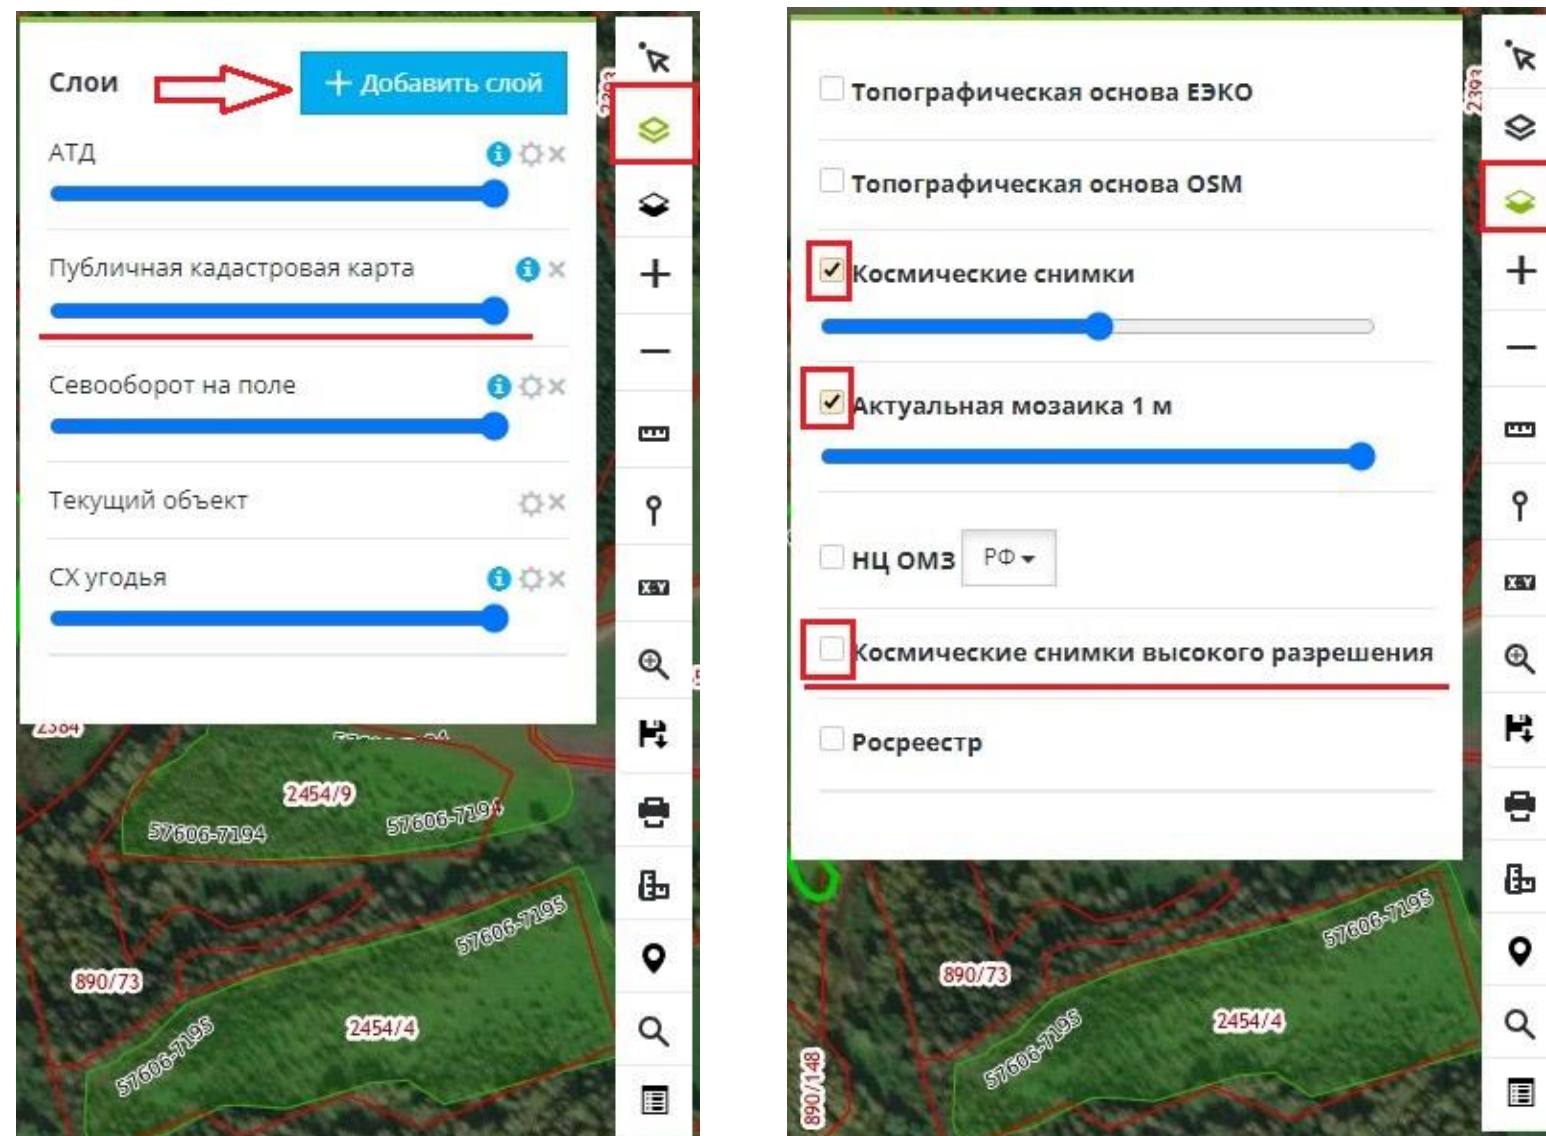 Слои
+ Добавить слой
АТД
Публичная кадастровая карта
Севооборот на поле
Текущий объект
СХ угодья
2393
X-Y
2384
2454/9
57606-7194
57606-7194
57606-7195
890/73
2454/4
57606-7195
Топографическая основа ЕЭКО
Топографическая основа OSM
Космические снимки
Актуальная мозаика 1 м
НЦ ОМЗ
РФ
Космические снимки высокого разрешения
Росреестр
2393
X-Y
57606-7195
890/73
2454/4
57606-7195
890/148